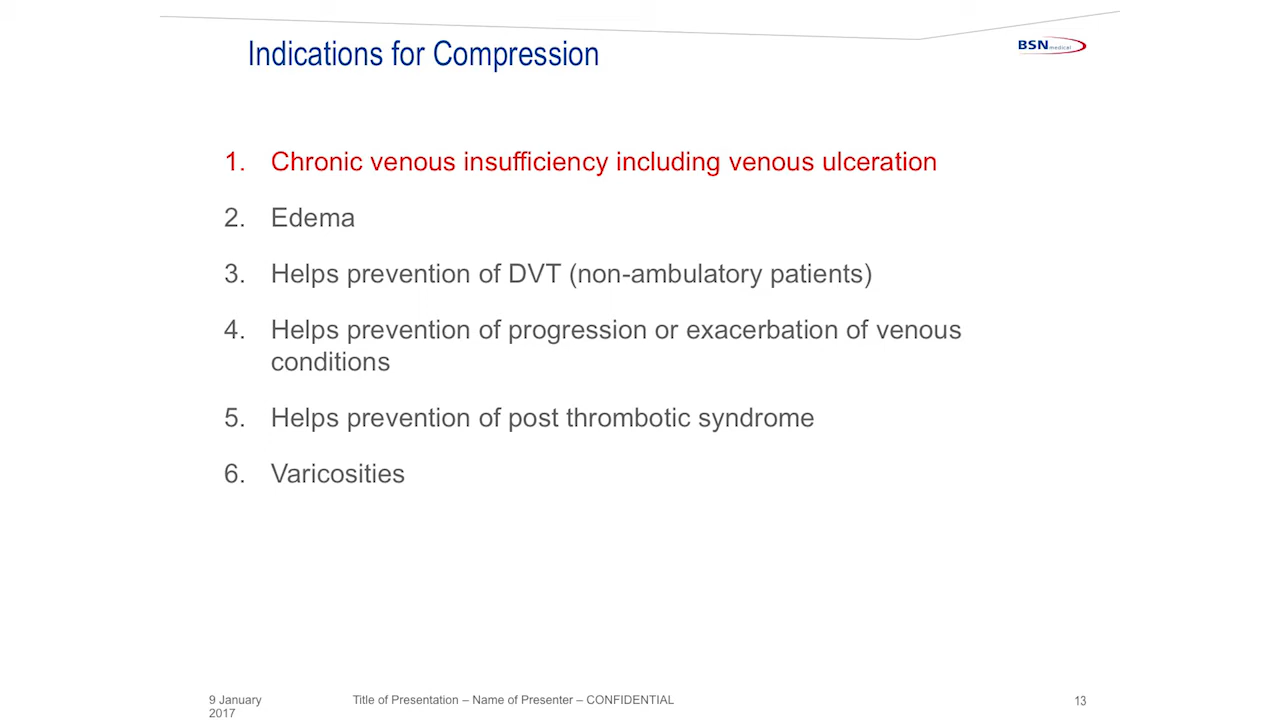 Indications for Compression
BSN medical
1. Chronic venous insufficiency including venous ulceration
2. Edema
3. Helps prevention of DVT (non-ambulatory patients)
4. Helps prevention of progression or exacerbation of venous
conditions
5. Helps prevention of post thrombotic syndrome
6. Varicosities
9 January
2017
Title of Presentation – Name of Presenter – CONFIDENTIAL
13